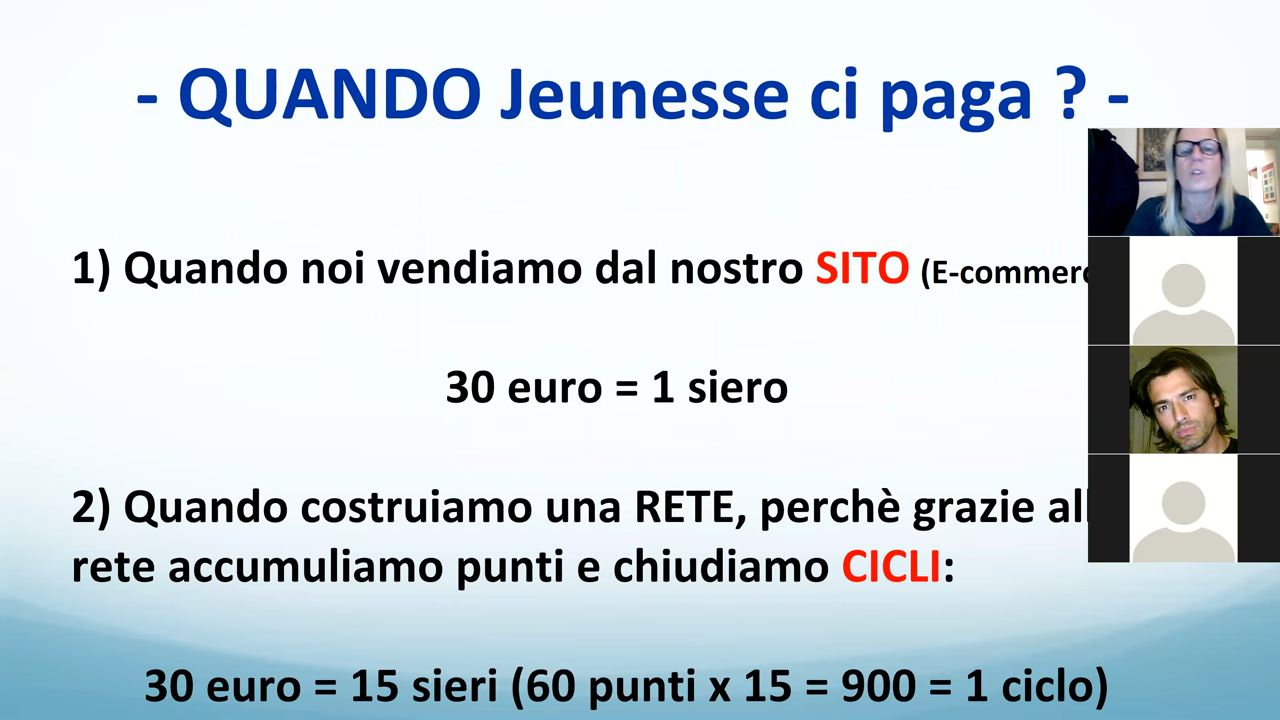 - QUANDO Jeunesse ci paga ? -
1) Quando noi vendiamo dal nostro SITO (E-commerc
30 euro = 1 siero
2) Quando costruiamo una RETE, perchè grazie all
rete accumuliamo punti e chiudiamo CICLI:
30 euro = 15 sieri (60 punti x 15 = 900 = 1 ciclo)